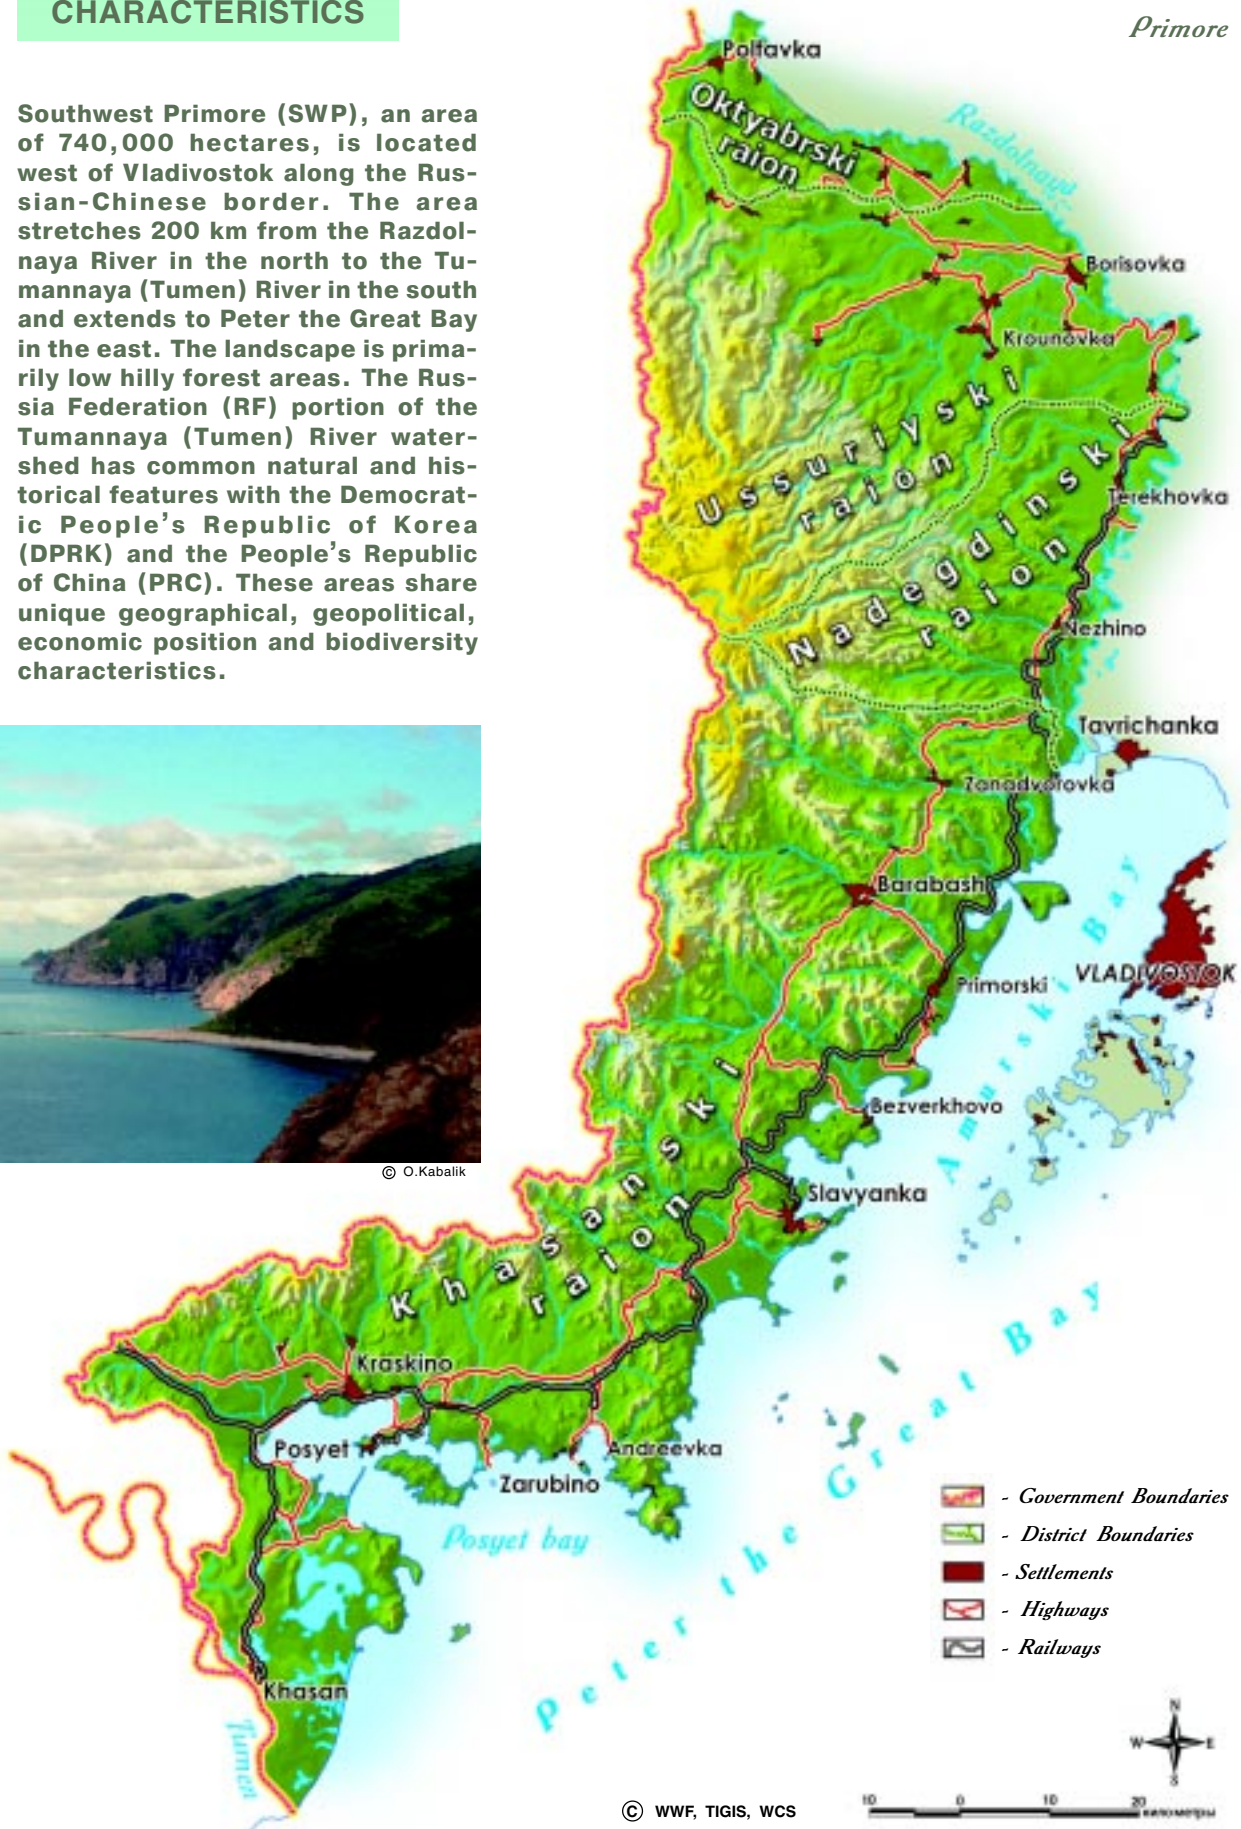 CHARACTERISTICS
Primore
Southwest Primore (SWP), an area
of 740,000 hectares, is located
west of Vladivostok along the Rus-
sian-Chinese border. The area
stretches 200 km from the Razdol-
naya River in the north to the Tu-
mannaya (Tumen) River in the south
and extends to Peter the Great Bay
in the east. The landscape is prima-
rily low hilly forest areas. The Rus-
sia Federation (RF) portion of the
Tumannaya (Tumen) River water-
shed has common natural and his-
torical features with the Democrat-
ic People's Republic of Korea
(DPRK) and the People's Republic
of China (PRC). These areas share
unique geographical, geopolitical,
economic position and biodiversity
characteristics.
© O.Kabalik
Poltavka
Oktyabrski
raion
Razdolnaya
Borisovka
Krounovka
Ussuriyski
raion
Nadegdinski
raion
Terekhovka
Nezhino
Tavrichanka
Zanadvorovka
Barabash
Primorski
VLADIVOSTOK
Amurski Bay
Bezverkhovo
Slavyanka
Khasanski
raion
Kraskino
Posyet
Andreevka
Zarubino
Posyet bay
Peter the Great Bay
Khasan
Tumen
- Government Boundaries
- District Boundaries
- Settlements
- Highways
- Railways
N
W E
S
10 0 10 20
километры
© WWF, TIGIS, WCS